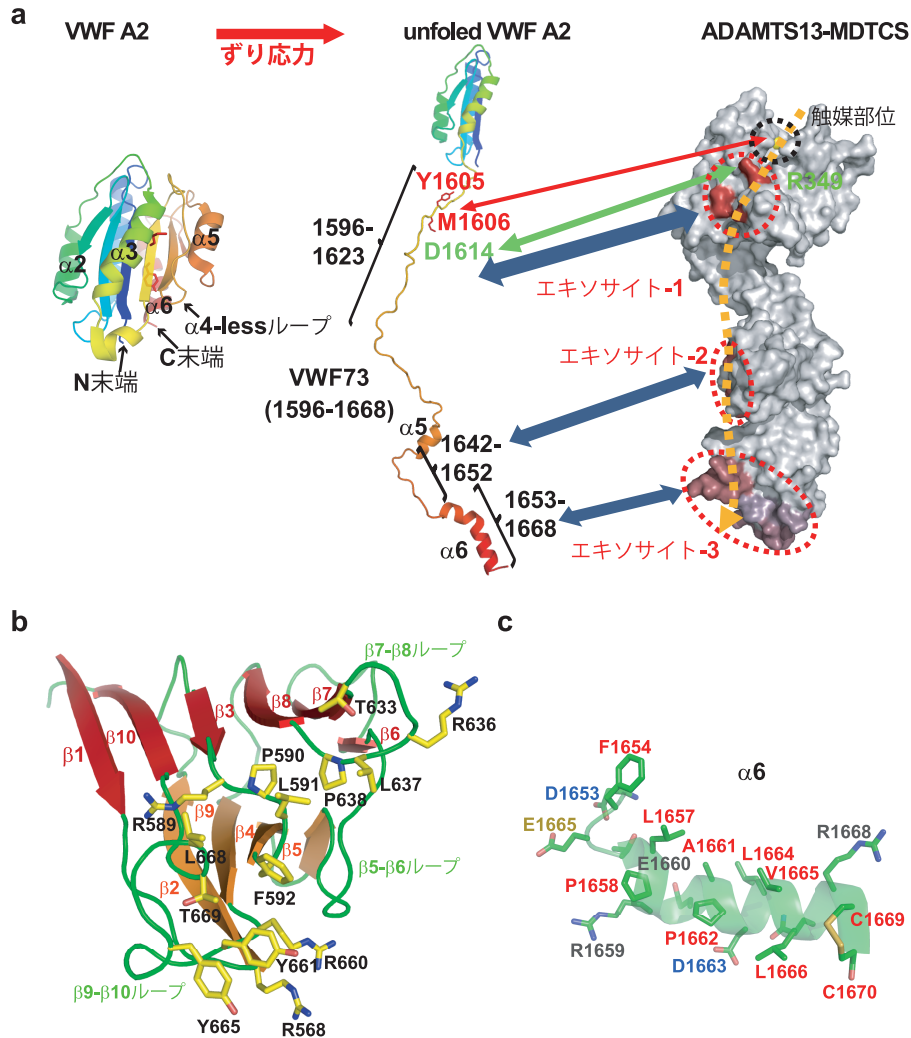 a
VWF A2
ずり応力
unfoled VWF A2
ADAMTS13-MDTCS
触媒部位
R349
Y1605
M1606
D1614
1596-
1623
エキソサイト-1
α2
α3
α5
α6
α4-lessループ
C末端
N末端
エキソサイト-2
VWF73
(1596-1668)
α5
1642-
1652
1653-
1668
α6
エキソサイト-3
b
β7-β8ループ
β1
β10
β3
β8
β7
T633
R636
β6
P590
L591
P638
L637
R589
β9
L668
β4
β5
β5-β6ループ
β2
T669
F592
Y661
R660
β9-β10ループ
Y665
R568
c
α6
F1654
D1653
E1665
L1657
E1660
A1661
L1664
V1665
R1668
P1658
R1659
P1662
D1663
L1666
C1669
C1670